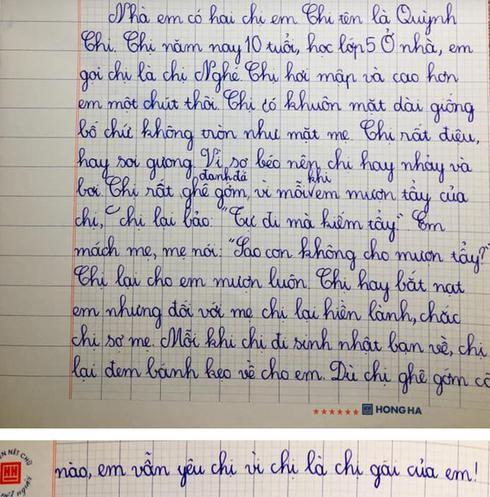 Nhà em có hai chị em. Chị tên là Quỳnh
Chi. Chị năm nay 10 tuổi, học lớp 5. Ở nhà, em
gọi chị là chị Nghé. Chị hơi mập và cao hơn
em một chút thôi. Chị có khuôn mặt dài giống
bố chứ không tròn như mặt mẹ. Chị rất điệu,
hay soi gương. Vì sợ béo nên chị hay nhảy và
bơi. Chị rất đanh đá, ghê gớm, vì mỗi khi em mượn tẩy của
chị, chị lại bảo: "Tự đi mà kiếm tẩy." Em
mách mẹ, mẹ nói: "Sao con không cho mượn tẩy?"
Chị lại cho em mượn luôn. Chị hay bắt nạt
em nhưng đối với mẹ chị lại hiền lành, chắc
chị sợ mẹ. Mỗi khi chị đi sinh nhật bạn về, chị
lại đem bánh kẹo về cho em. Dù chị ghê gớm cỡ
HONG HA
nào, em vẫn yêu chị vì chị là chị gái của em!